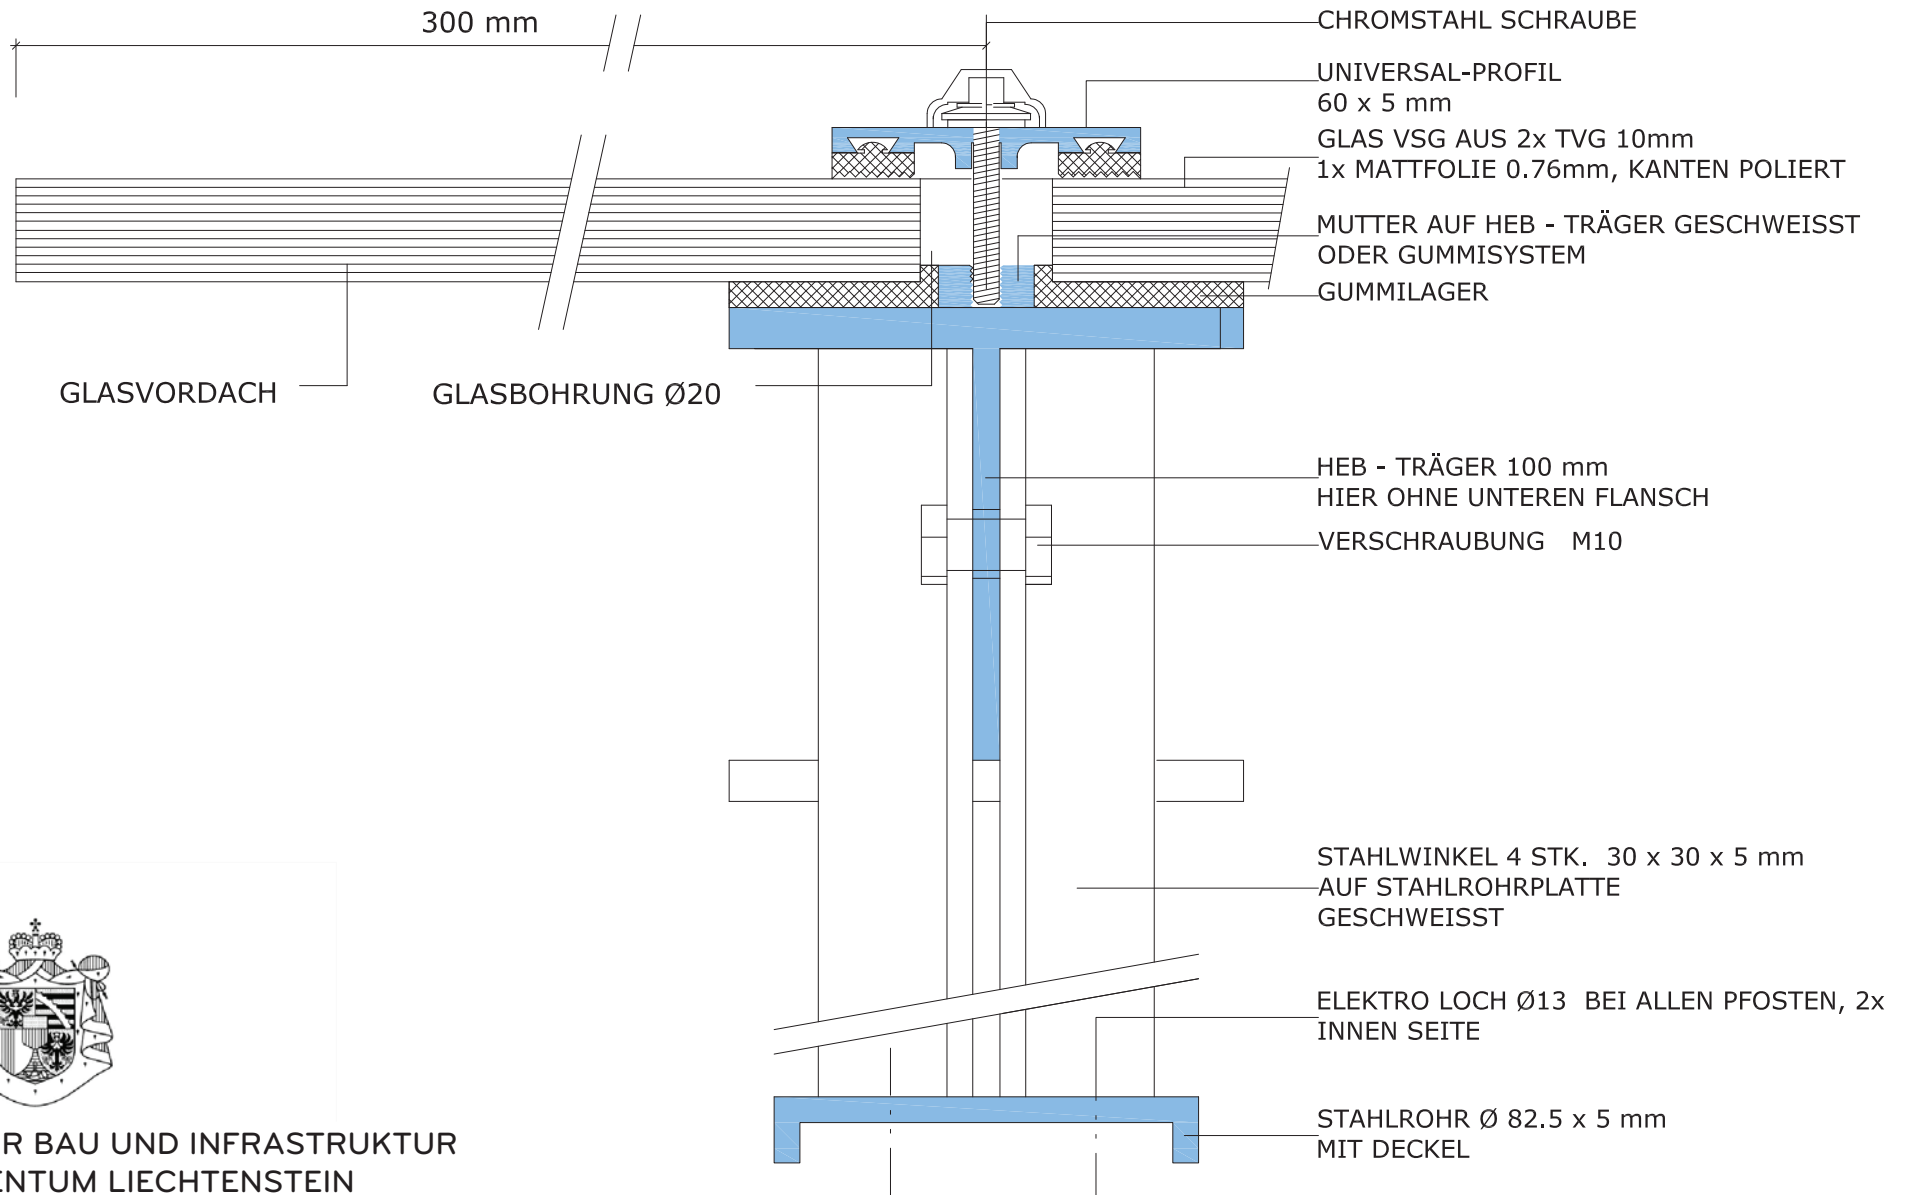 300 mm
CHROMSTAHL SCHRAUBE
UNIVERSAL-PROFIL
60 x 5 mm
GLAS VSG AUS 2x TVG 10mm
1x MATTFOLIE 0.76mm, KANTEN POLIERT
MUTTER AUF HEB - TRÄGER GESCHWEISST
ODER GUMMISYSTEM
GUMMILAGER
GLASVORDACH
GLASBOHRUNG Ø20
HEB - TRÄGER 100 mm
HIER OHNE UNTEREN FLANSCH
VERSCHRAUBUNG M10
STAHLWINKEL 4 STK. 30 x 30 x 5 mm
AUF STAHLROHRPLATTE
GESCHWEISST
ELEKTRO LOCH Ø13 BEI ALLEN PFOSTEN, 2x
INNEN SEITE
STAHLROHR Ø 82.5 x 5 mm
MIT DECKEL
R BAU UND INFRASTRUKTUR
ENTUM LIECHTENSTEIN